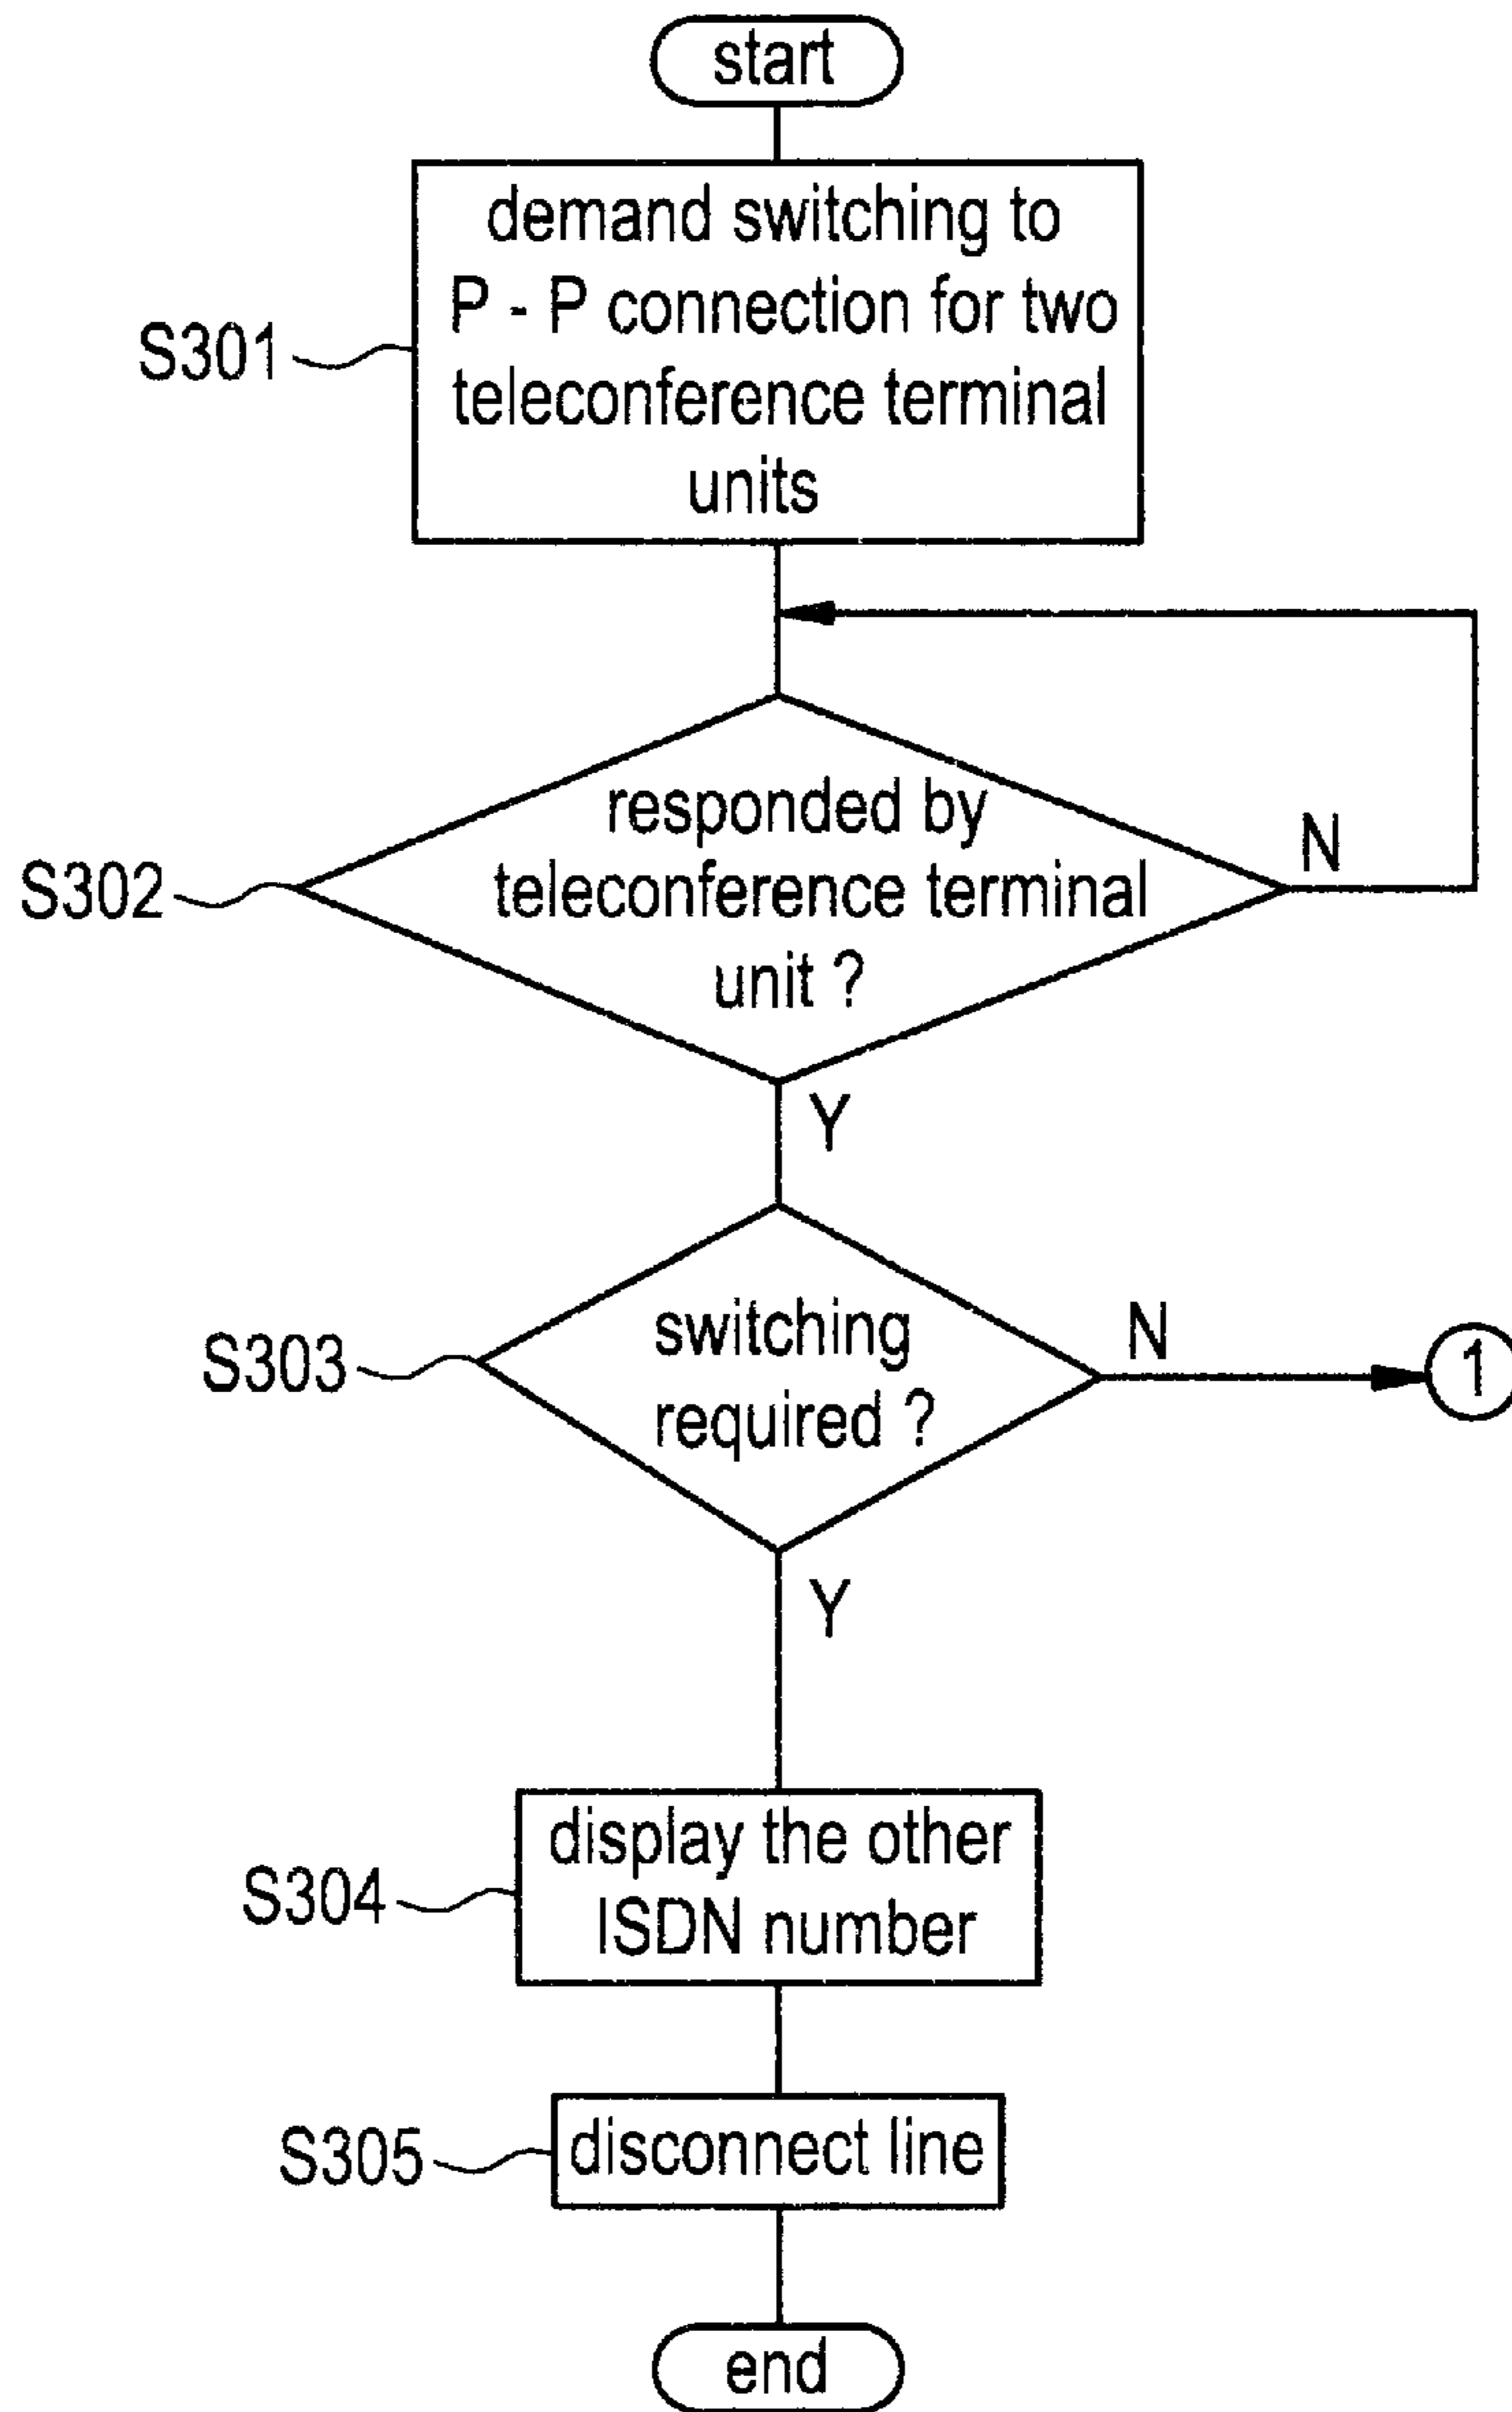 start
demand switching to
P - P connection for two
teleconference terminal
units
S301
responded by
teleconference terminal
unit ?
N
S302
Y
switching
required ?
N
1
S303
Y
display the other
ISDN number
S304
disconnect line
S305
end